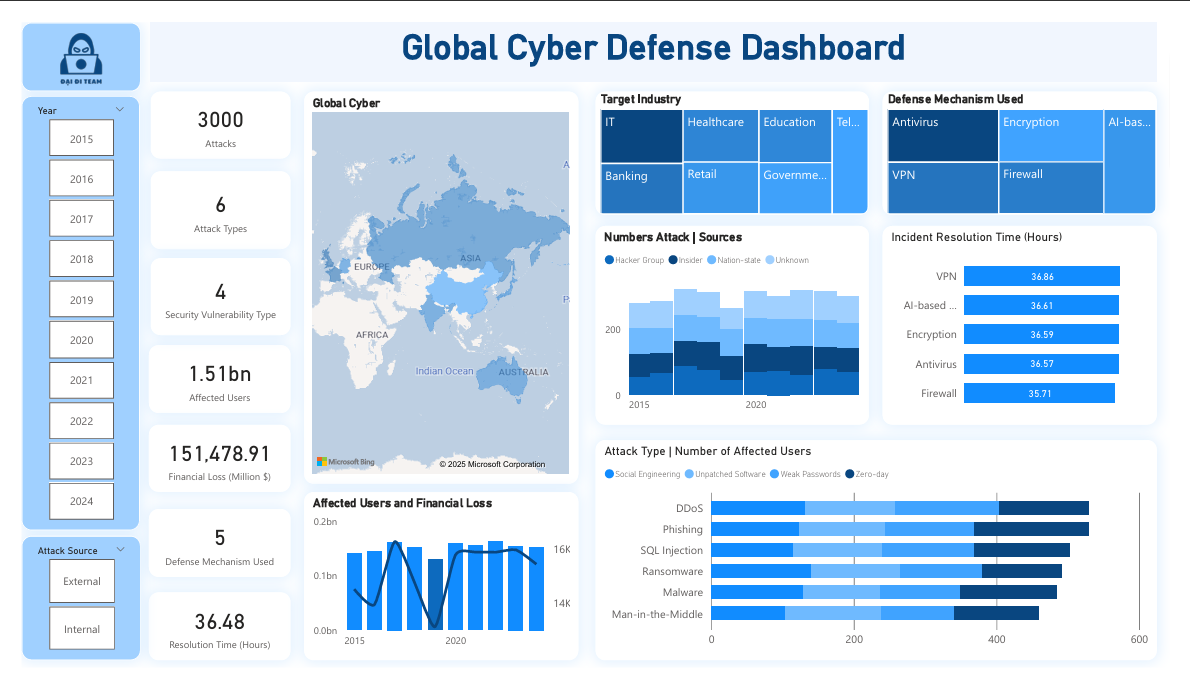 Global Cyber Defense Dashboard
ĐẠI ĐI TEAM
Year
2015
2016
2017
2018
2019
2020
2021
2022
2023
2024
Attack Source
External
Internal
3000
Attacks
6
Attack Types
4
Security Vulnerability Type
1.51bn
Affected Users
151,478.91
Financial Loss (Million $)
5
Defense Mechanism Used
36.48
Resolution Time (Hours)
Global Cyber
A
EUROPE
ASIA
P
AFRICA
Indian Ocean
AUSTRALIA
Microsoft Bing
© 2025 Microsoft Corporation
Affected Users and Financial Loss
0.2bn
0.1bn
0.0bn
16K
14K
2015
2020
Target Industry
IT
Healthcare
Education
Tel...
Banking
Retail
Governme...
Defense Mechanism Used
Antivirus
Encryption
AI-bas...
VPN
Firewall
Numbers Attack | Sources
Hacker Group Insider Nation-state Unknown
200
0
2015
2020
Incident Resolution Time (Hours)
VPN 36.86
AI-based ... 36.61
Encryption 36.59
Antivirus 36.57
Firewall 35.71
Attack Type | Number of Affected Users
Social Engineering Unpatched Software Weak Passwords Zero-day
DDoS
Phishing
SQL Injection
Ransomware
Malware
Man-in-the-Middle
0 200 400 600